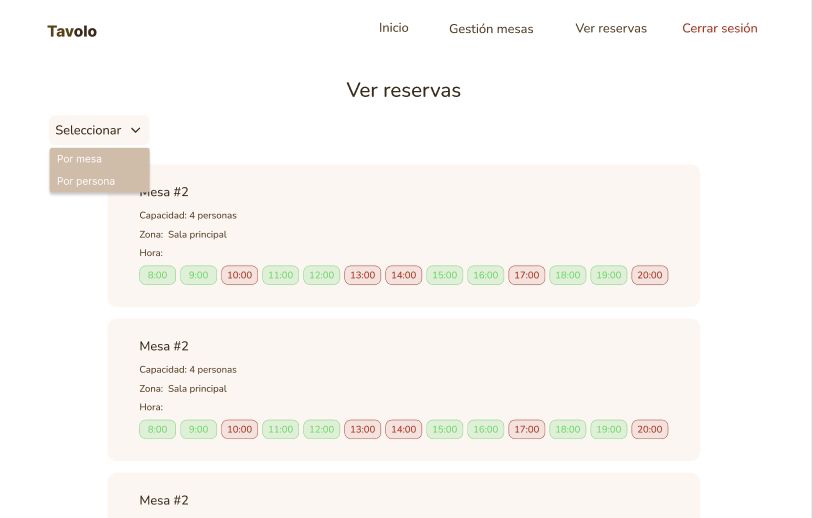 Tavolo Inicio Gestión mesas Ver reservas Cerrar sesión
Ver reservas
Seleccionar
Por mesa
Por persona
Mesa #2
Capacidad: 4 personas
Zona: Sala principal
Hora:
8:00 9:00 10:00 11:00 12:00 13:00 14:00 15:00 16:00 17:00 18:00 19:00 20:00
Mesa #2
Capacidad: 4 personas
Zona: Sala principal
Hora:
8:00 9:00 10:00 11:00 12:00 13:00 14:00 15:00 16:00 17:00 18:00 19:00 20:00
Mesa #2